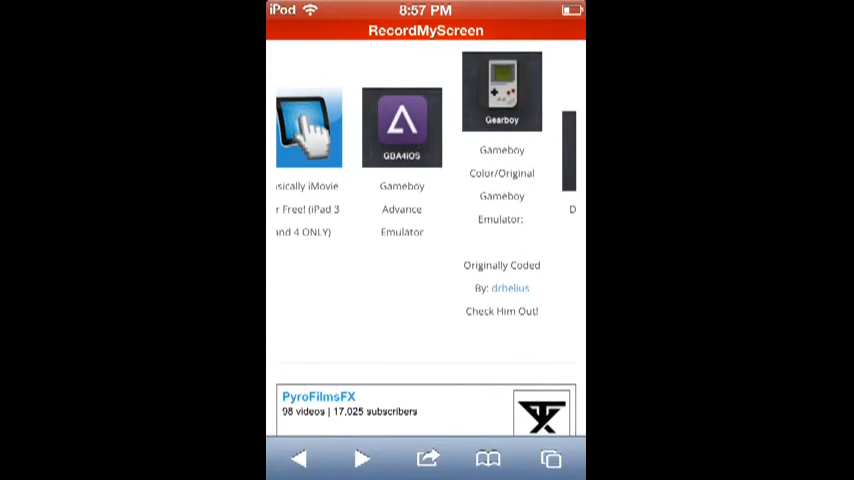 iPod
8:57 PM
RecordMyScreen
GBA4iOS
Gearboy
sically iMovie
r Free! (iPad 3
nd 4 ONLY)
Gameboy
Advance
Emulator
Gameboy
Color/Original
Gameboy
Emulator:
Originally Coded
By: drhelius
Check Him Out!
D
PyroFilmsFX
98 videos | 17,025 subscribers